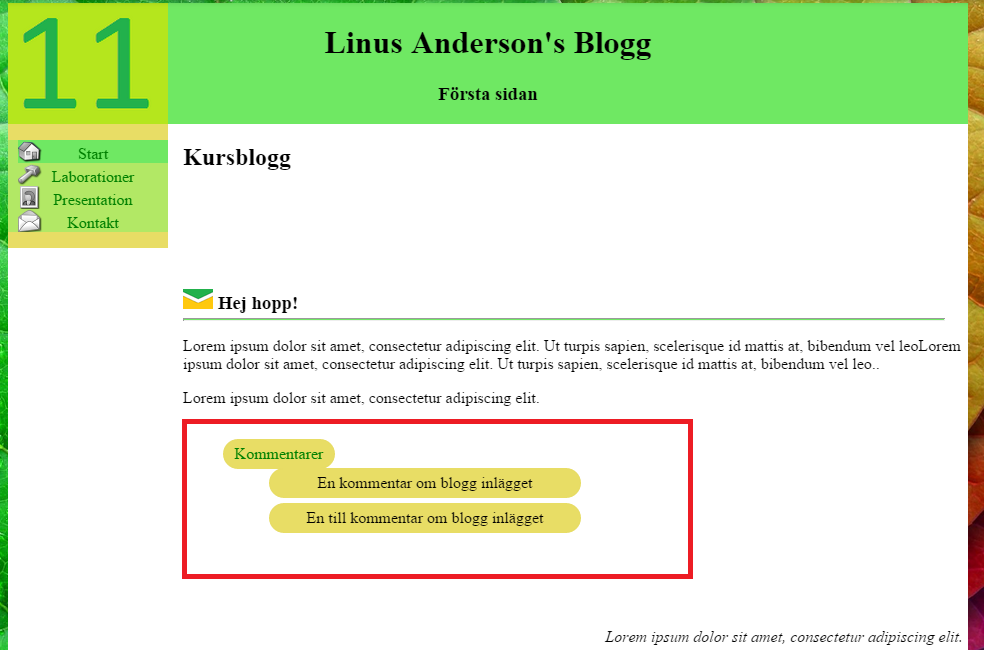 11
Linus Anderson's Blogg
Första sidan
Start
Laborationer
Presentation
Kontakt
Kursblogg
Hej hopp!
Lorem ipsum dolor sit amet, consectetur adipiscing elit. Ut turpis sapien, scelerisque id mattis at, bibendum vel leoLorem
ipsum dolor sit amet, consectetur adipiscing elit. Ut turpis sapien, scelerisque id mattis at, bibendum vel leo..
Lorem ipsum dolor sit amet, consectetur adipiscing elit.
Kommentarer
En kommentar om blogg inlägget
En till kommentar om blogg inlägget
Lorem ipsum dolor sit amet, consectetur adipiscing elit.